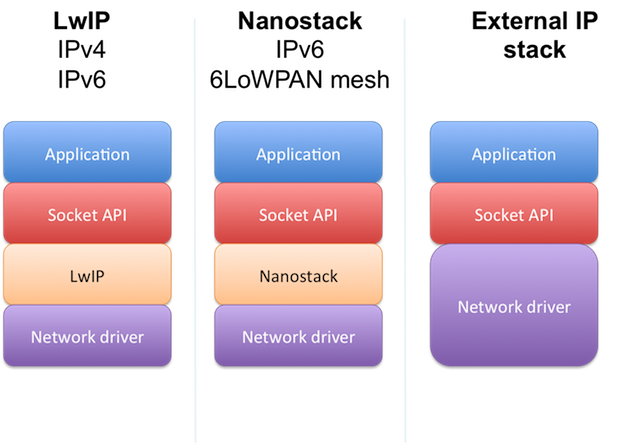 LwIP
IPv4
IPv6
Application
Socket API
LwIP
Network driver
Nanostack
IPv6
6LoWPAN mesh
Application
Socket API
Nanostack
Network driver
External IP
stack
Application
Socket API
Network driver